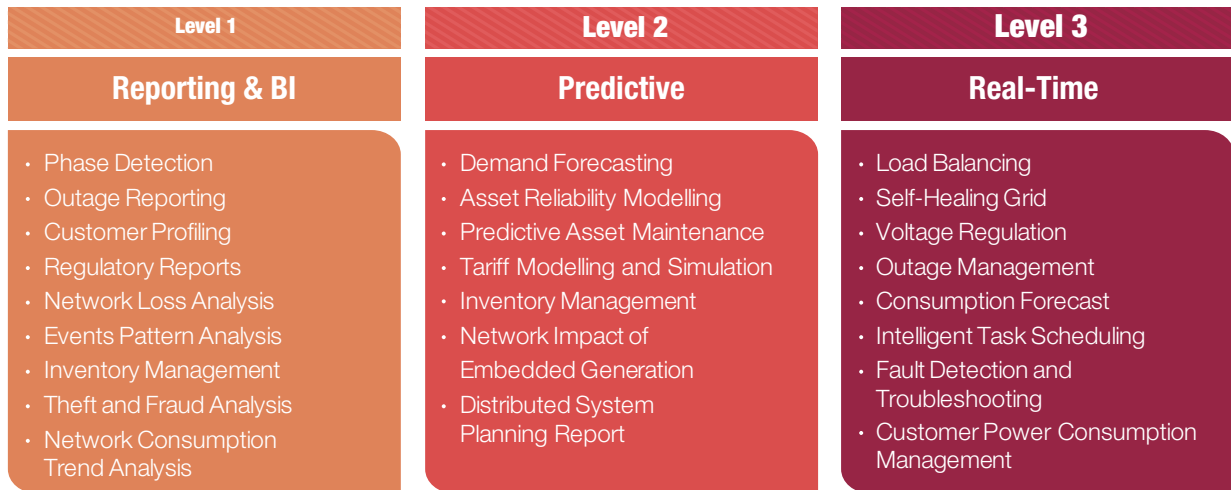 Level 1
Reporting & BI
• Phase Detection
• Outage Reporting
• Customer Profiling
• Regulatory Reports
• Network Loss Analysis
• Events Pattern Analysis
• Inventory Management
• Theft and Fraud Analysis
• Network Consumption
Trend Analysis
Level 2
Predictive
• Demand Forecasting
• Asset Reliability Modelling
• Predictive Asset Maintenance
• Tariff Modelling and Simulation
• Inventory Management
• Network Impact of
Embedded Generation
• Distributed System
Planning Report
Level 3
Real-Time
• Load Balancing
• Self-Healing Grid
• Voltage Regulation
• Outage Management
• Consumption Forecast
• Intelligent Task Scheduling
• Fault Detection and
Troubleshooting
• Customer Power Consumption
Management